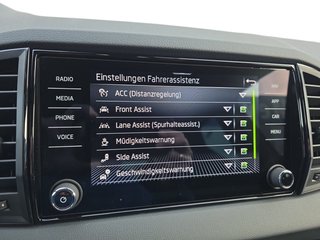 Einstellungen Fahrerassistenz
RADIO
MEDIA
PHONE
VOICE
ACC (Distanzregelung)
Front Assist
Lane Assist (Spurhalteassist.)
Müdigkeitswarnung
Side Assist
Geschwindigkeitswarnung
NAV
APP
CAR
MENU